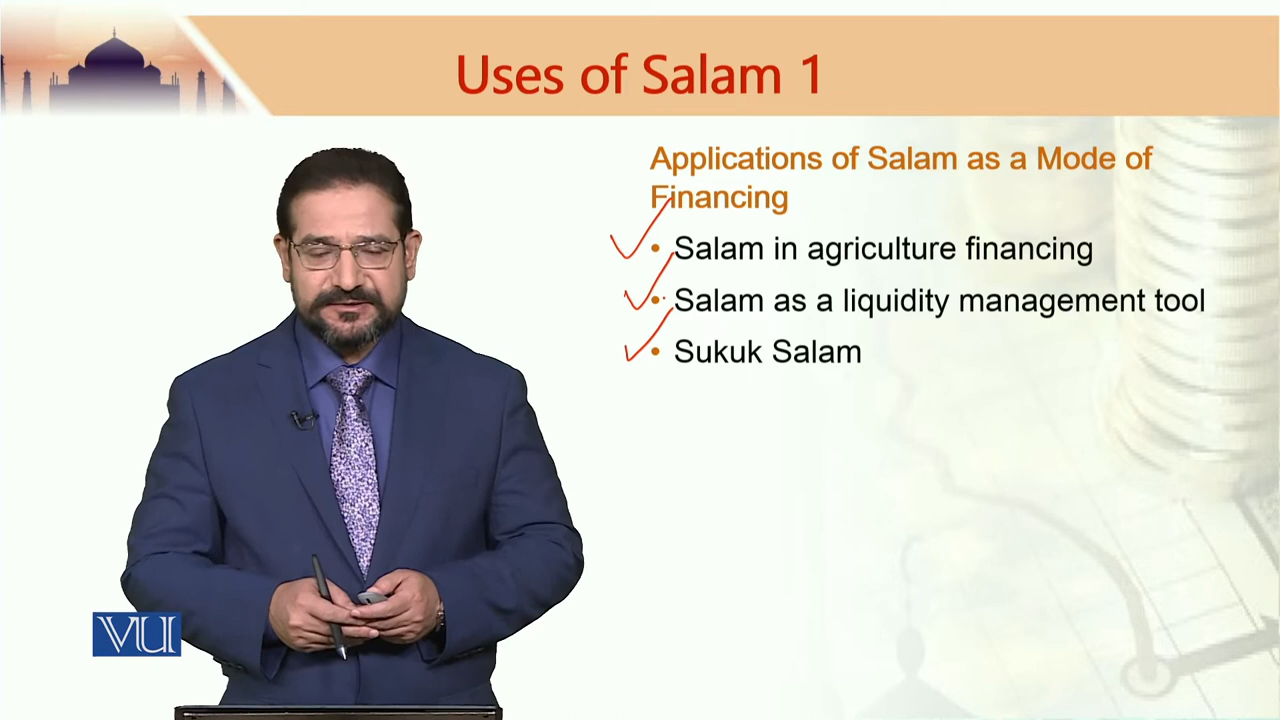 Uses of Salam 1
Applications of Salam as a Mode of
Financing
• Salam in agriculture financing
• Salam as a liquidity management tool
• Sukuk Salam
VU